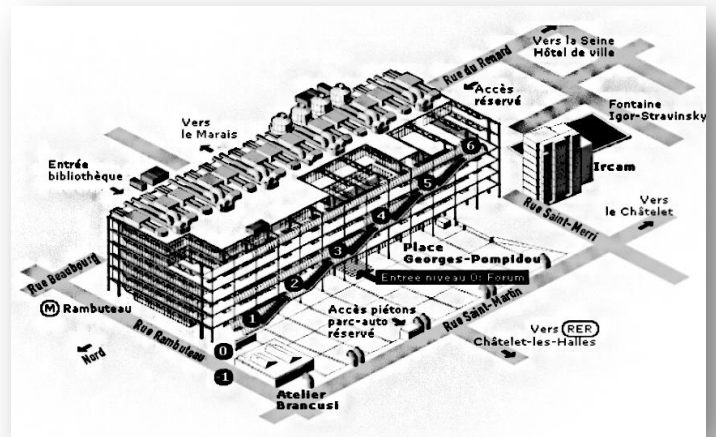 Vers la Seine
Hôtel de ville
Rue du Renard
Accès
réservé
Fontaine
Igor-Stravinsky
Vers
le Marais
Entrée
bibliothèque
6
Ircam
5
Vers
le Châtelet
Rue Saint-Merri
4
Place
Georges-Pompidou
3
Entrée niveau 0: Forum
Rue Beaubourg
2
M Rambuteau
1
Accès piétons
parc-auto
réservé
Rue Saint-Martin
Rue Rambuteau
Vers RER
Châtelet-les-Halles
0
Nord
-1
Atelier
Brancusi